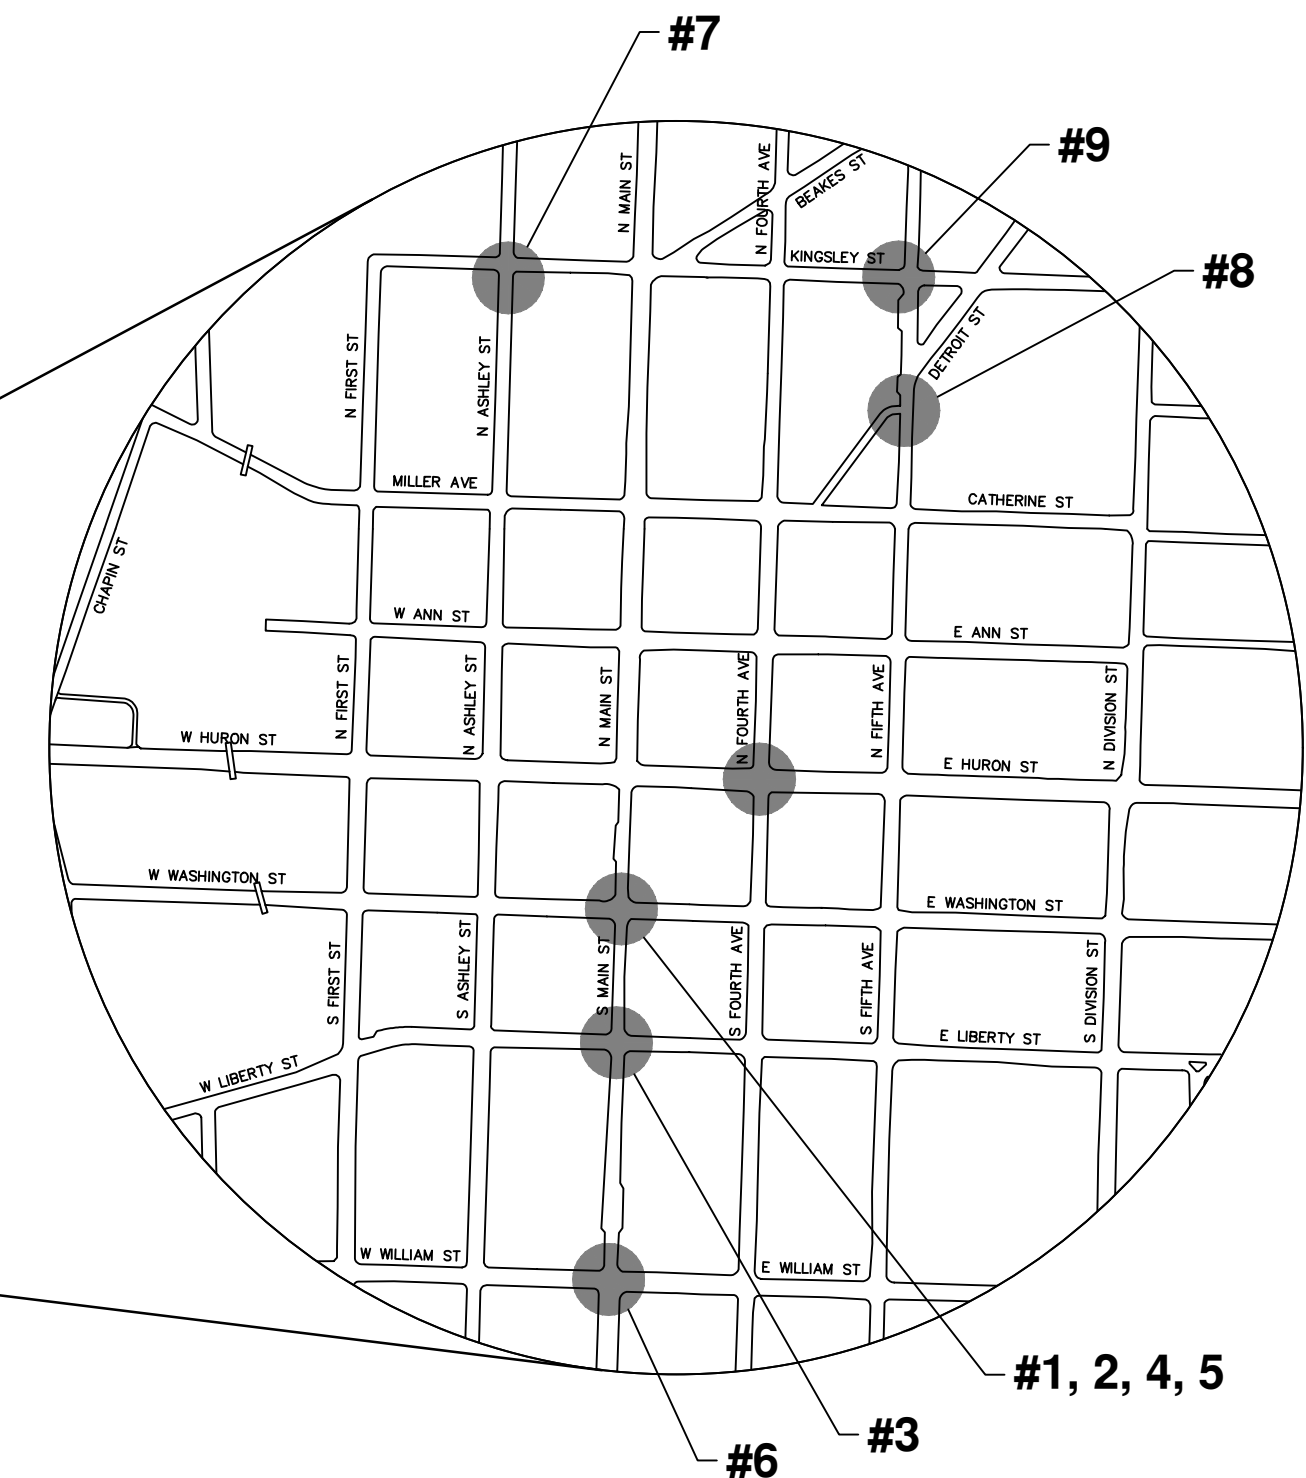 #7
#9
#8
N MAIN ST
N FOURTH AVE
BEAKES ST
KINGSLEY ST
DETROIT ST
N FIRST ST
N ASHLEY ST
MILLER AVE
CATHERINE ST
CHAPIN ST
W ANN ST
E ANN ST
N FIRST ST
N ASHLEY ST
N MAIN ST
N FOURTH AVE
N FIFTH AVE
N DIVISION ST
W HURON ST
E HURON ST
W WASHINGTON ST
E WASHINGTON ST
S FIRST ST
S ASHLEY ST
S MAIN ST
S FOURTH AVE
S FIFTH AVE
S DIVISION ST
W LIBERTY ST
E LIBERTY ST
W WILLIAM ST
E WILLIAM ST
#1, 2, 4, 5
#3
#6